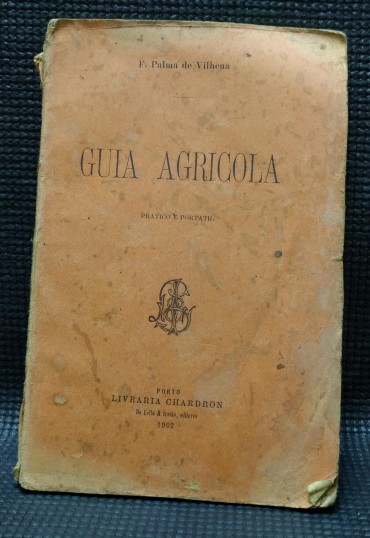 F. Palma de Vilhena
GUIA AGRICOLA
PRATICO E PORTATIL
PORTO
LIVRARIA CHARDRON
De Lello & Irmão, editores
1902